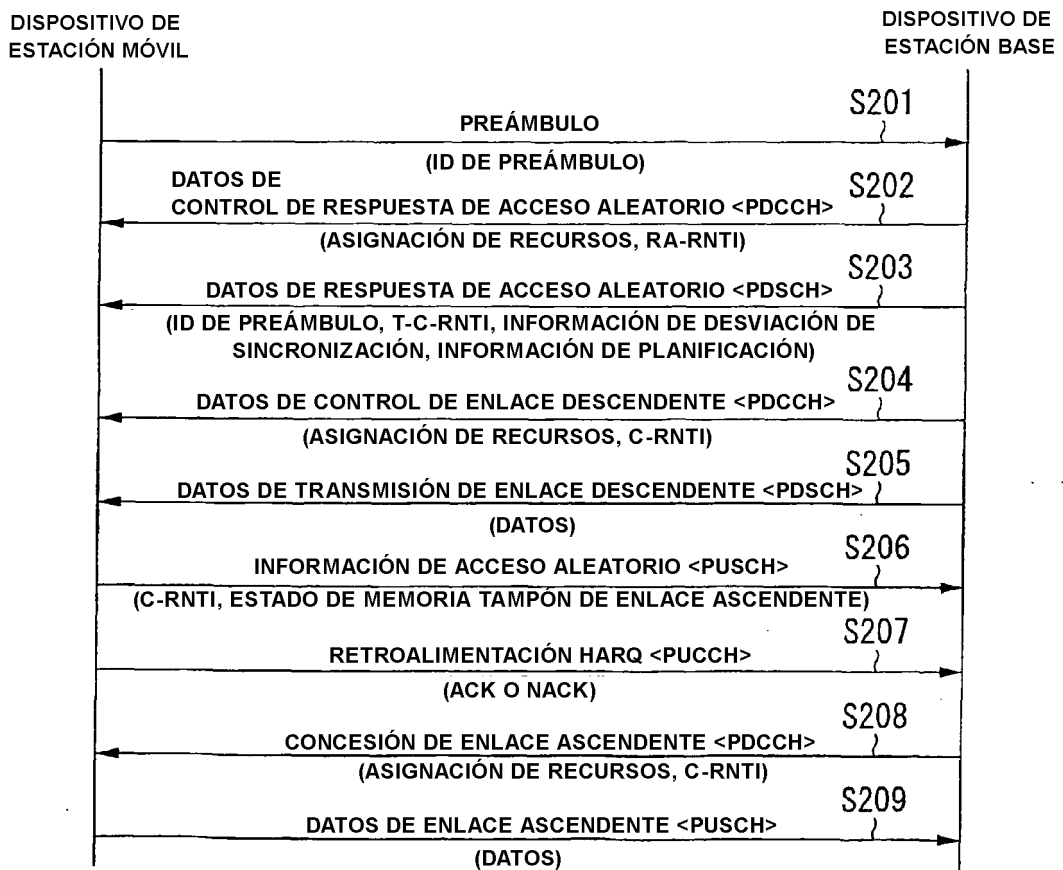 DISPOSITIVO DE
ESTACIÓN MÓVIL
DISPOSITIVO DE
ESTACIÓN BASE
S201
PREÁMBULO
(ID DE PREÁMBULO)
S202
DATOS DE
CONTROL DE RESPUESTA DE ACCESO ALEATORIO <PDCCH>
(ASIGNACIÓN DE RECURSOS, RA-RNTI)
S203
DATOS DE RESPUESTA DE ACCESO ALEATORIO <PDSCH>
(ID DE PREÁMBULO, T-C-RNTI, INFORMACIÓN DE DESVIACIÓN DE
SINCRONIZACIÓN, INFORMACIÓN DE PLANIFICACIÓN)
S204
DATOS DE CONTROL DE ENLACE DESCENDENTE <PDCCH>
(ASIGNACIÓN DE RECURSOS, C-RNTI)
S205
DATOS DE TRANSMISIÓN DE ENLACE DESCENDENTE <PDSCH>
(DATOS)
S206
INFORMACIÓN DE ACCESO ALEATORIO <PUSCH>
(C-RNTI, ESTADO DE MEMORIA TAMPÓN DE ENLACE ASCENDENTE)
S207
RETROALIMENTACIÓN HARQ <PUCCH>
(ACK O NACK)
S208
CONCESIÓN DE ENLACE ASCENDENTE <PDCCH>
(ASIGNACIÓN DE RECURSOS, C-RNTI)
S209
DATOS DE ENLACE ASCENDENTE <PUSCH>
(DATOS)